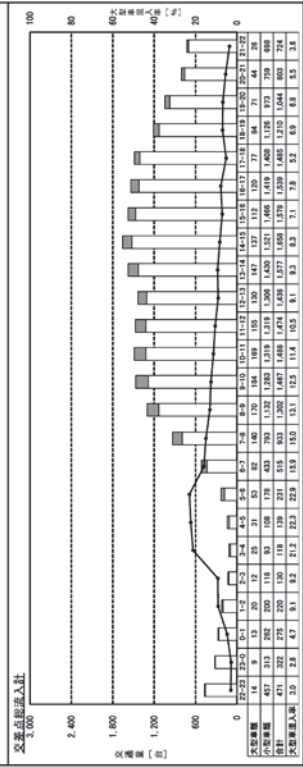 交差点総流入計
3,000
2,400
1,800
1,200
600
0
交通量[台]
100
80
60
40
20
0
大型車混入率[%]
22-23 23-0 0-1 1-2 2-3 3-4 4-5 5-6 6-7 7-8 8-9 9-10 10-11 11-12 12-13 13-14 14-15 15-16 16-17 17-18 18-19 19-20 20-21 21-22
大型車類 14 9 13 20 12 25 31 53 82 140 170 184 169 155 130 147 137 112 120 77 84 71 44 26
小型車類 457 313 262 200 118 93 108 178 433 793 1,132 1,283 1,319 1,319 1,306 1,430 1,521 1,466 1,419 1,408 1,126 973 759 698
合計 471 322 275 220 130 118 139 231 515 933 1,302 1,467 1,488 1,474 1,436 1,577 1,658 1,578 1,539 1,485 1,210 1,044 803 724
大型車混入率 3.0 2.8 4.7 9.1 9.2 21.2 22.3 22.9 15.9 15.0 13.1 12.5 11.4 10.5 9.1 9.3 8.3 7.1 7.8 5.2 6.9 6.8 5.5 3.6